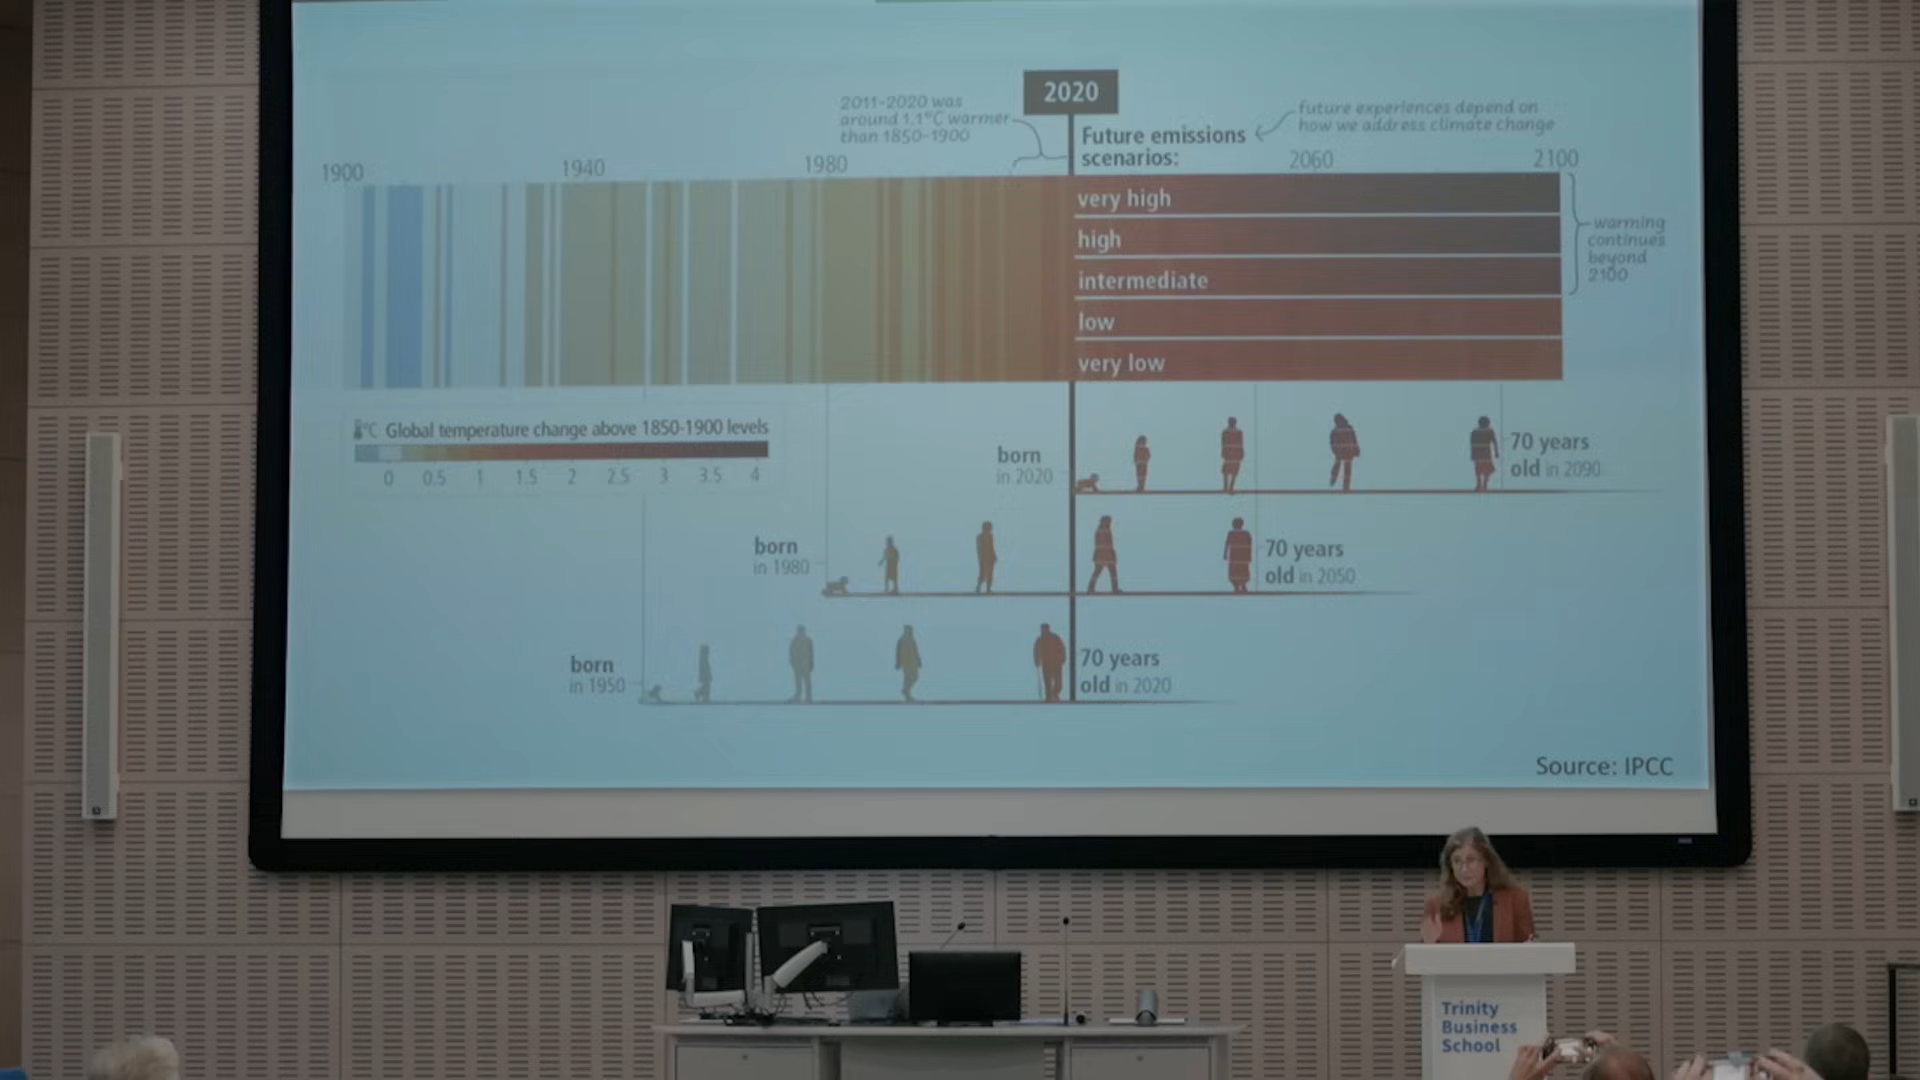 2020
2011-2020 was
around 1.1°C warmer
than 1850-1900
future experiences depend on
how we address climate change
Future emissions
scenarios:
1900
1940
1980
2060
2100
very high
high
intermediate
low
very low
warming
continues
beyond
2100
°C Global temperature change above 1850-1900 levels
0 0.5 1 1.5 2 2.5 3 3.5 4
born
in 2020
70 years
old in 2090
born
in 1980
70 years
old in 2050
born
in 1950
70 years
old in 2020
Source: IPCC
Trinity
Business
School